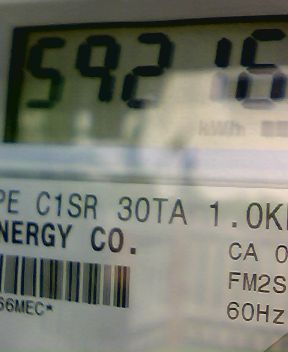 59216
kWh
PE C1SR 30TA 1.0K
NERGY CO.
CA 0
FM2S
66MEC*
60Hz